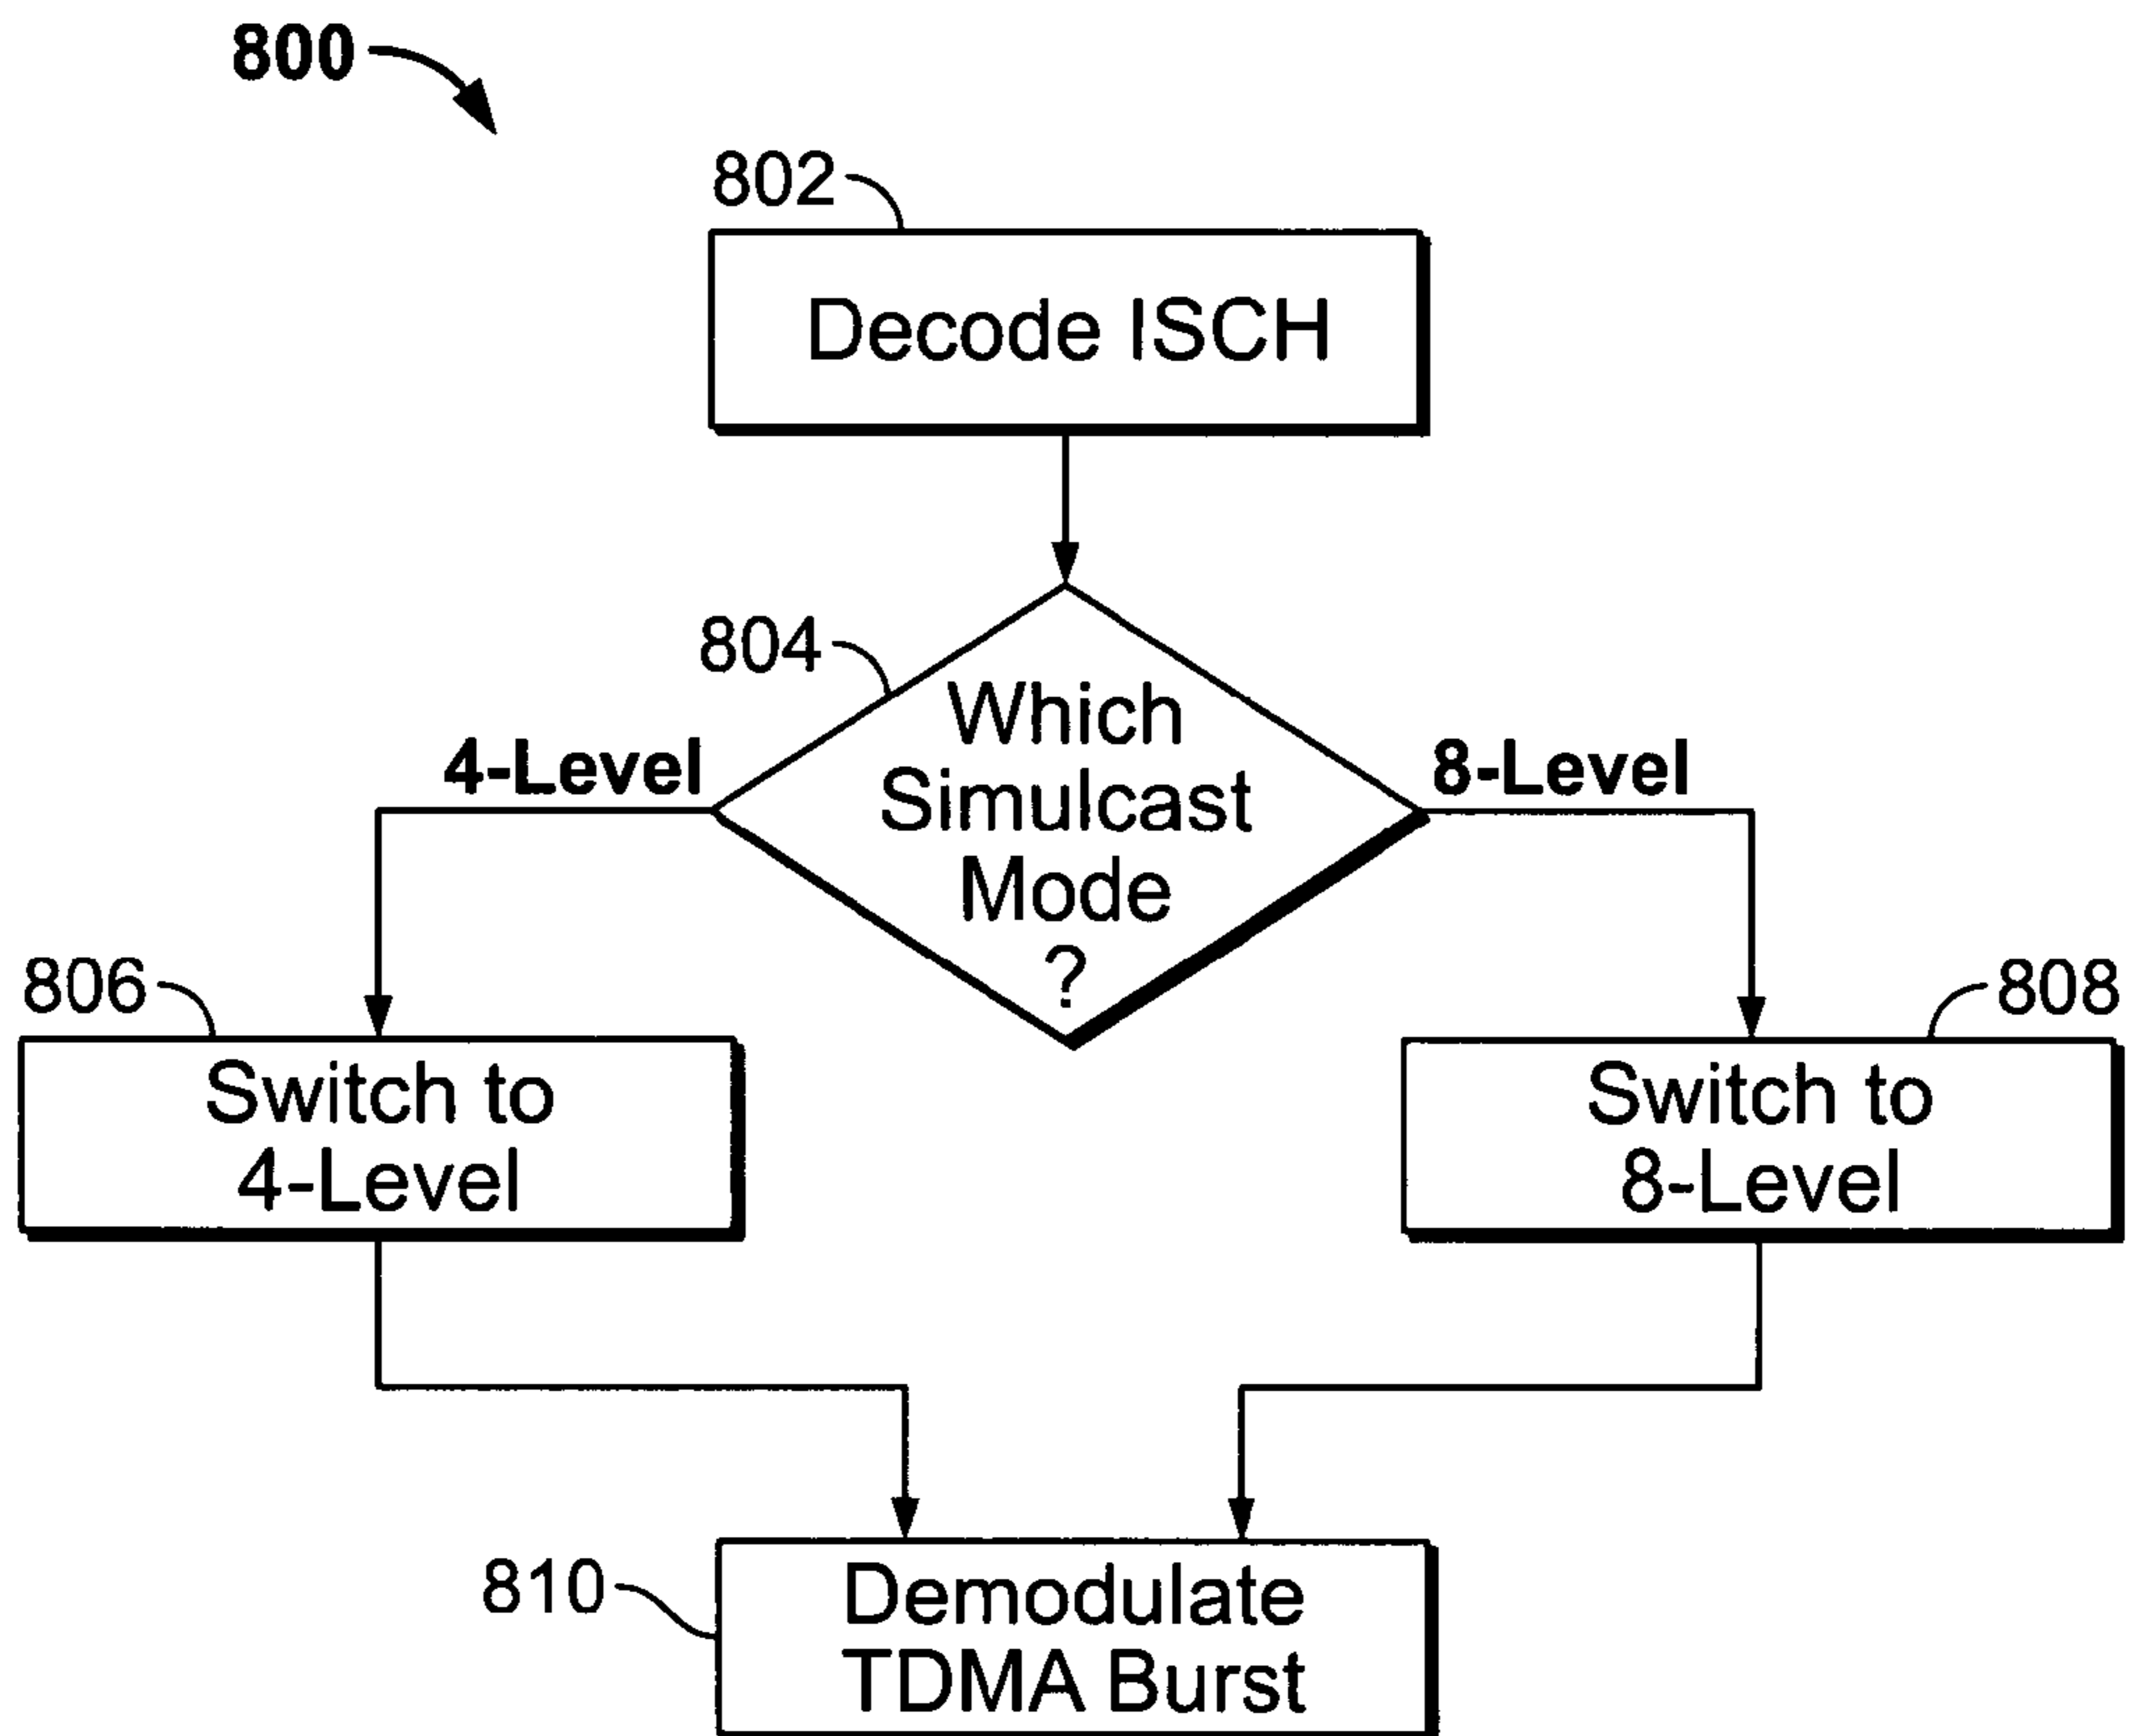 800
802
Decode ISCH
804
Which
Simulcast
Mode
?
4-Level
8-Level
806
Switch to
4-Level
808
Switch to
8-Level
810
Demodulate
TDMA Burst